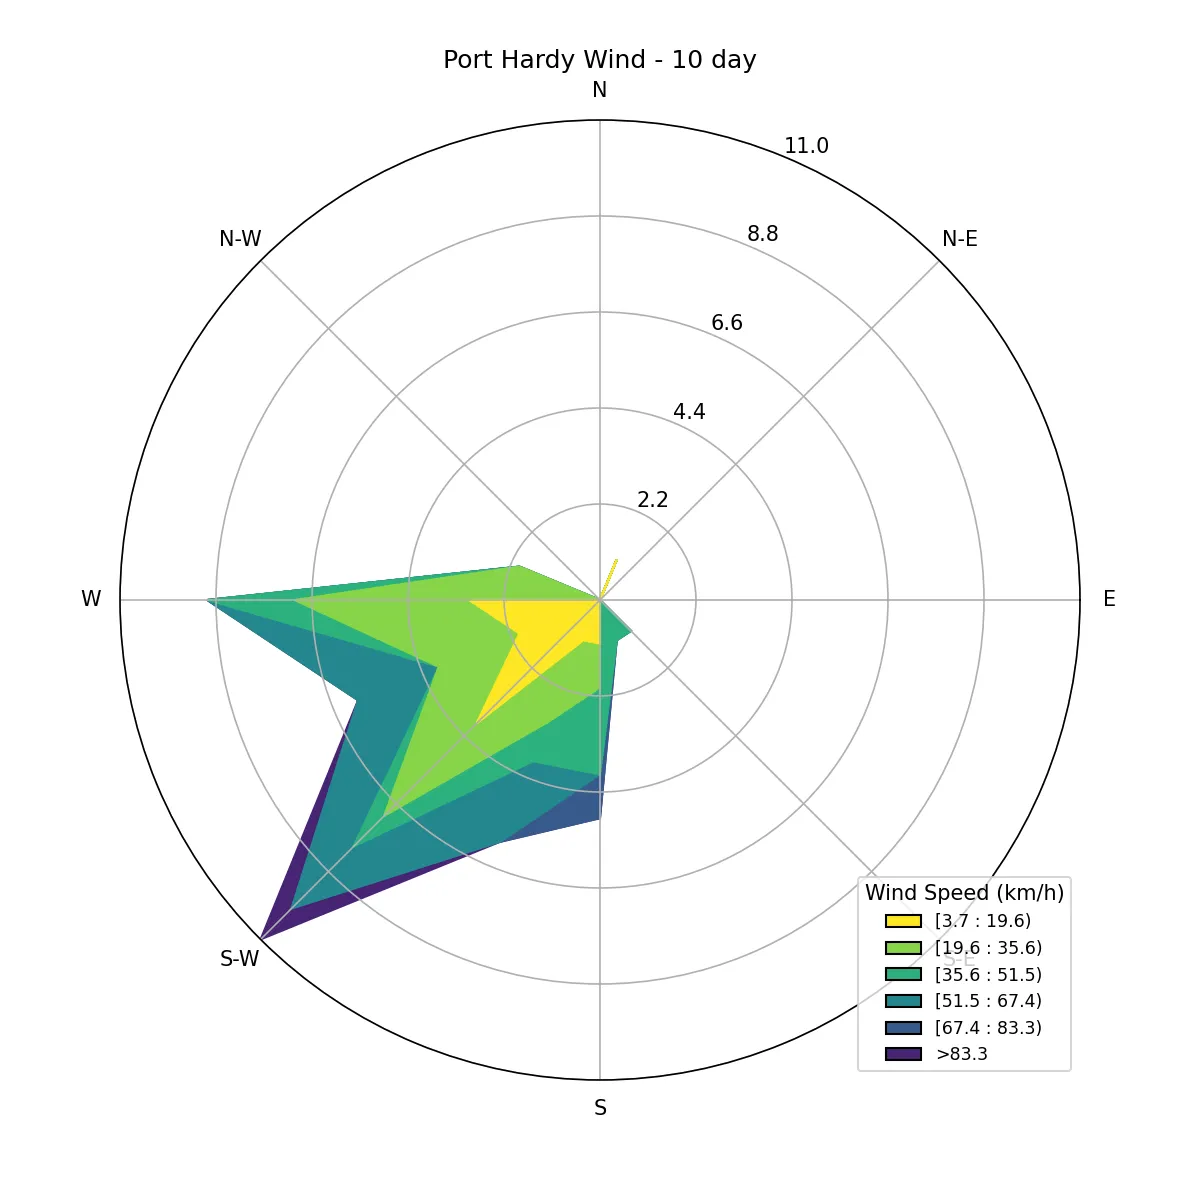 Port Hardy Wind - 10 day
N
11.0
N-W
8.8
N-E
6.6
4.4
2.2
W
E
Wind Speed (km/h)
[3.7 : 19.6)
[19.6 : 35.6)
S-W
S-E
[35.6 : 51.5)
[51.5 : 67.4)
[67.4 : 83.3)
>83.3
S